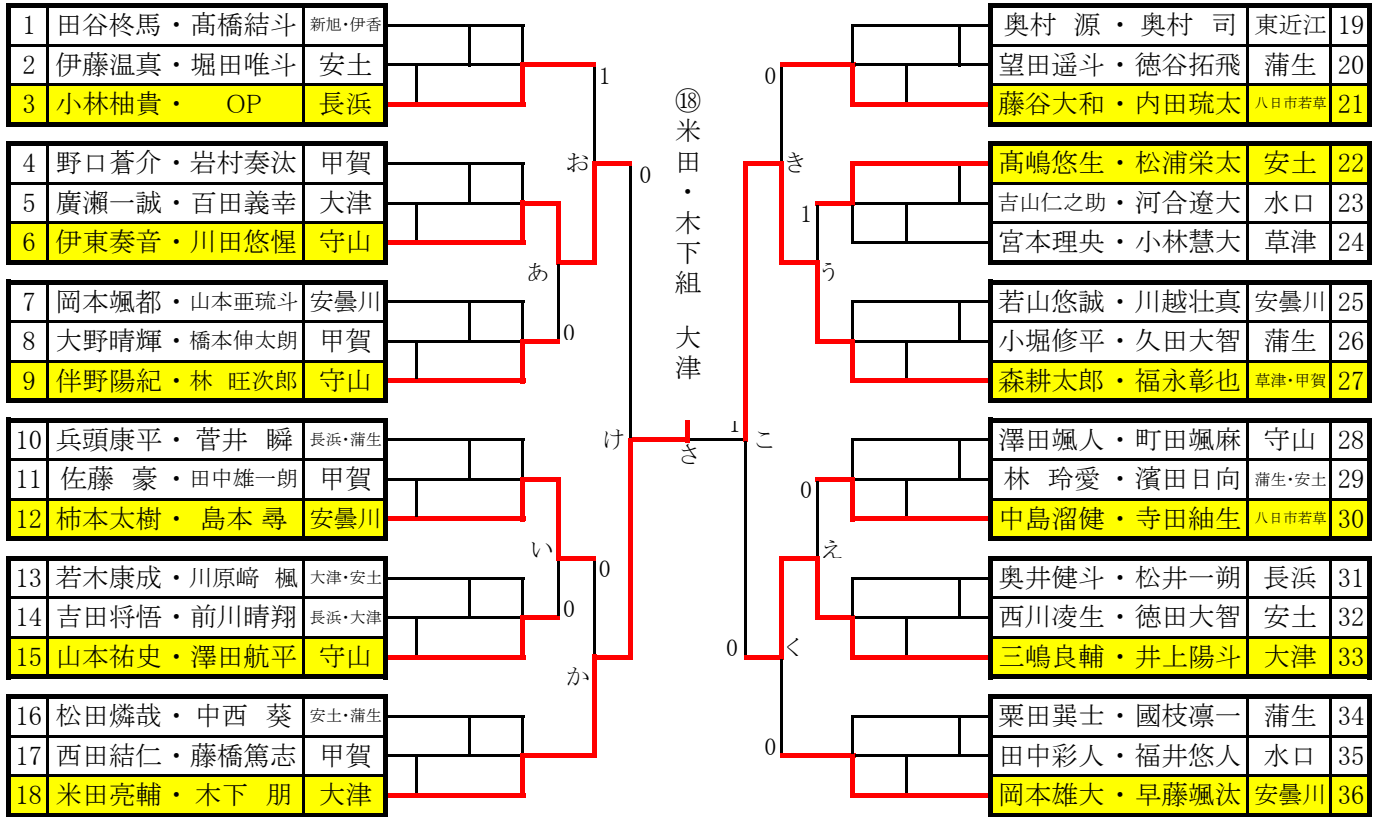 1 田谷柊馬・髙橋結斗 新旭・伊香
2 伊藤温真・堀田唯斗 安土
3 小林柚貴・ OP 長浜
4 野口蒼介・岩村奏汰 甲賀
5 廣瀬一誠・百田義幸 大津
6 伊東奏音・川田悠惺 守山
7 岡本颯都・山本亜琉斗 安曇川
8 大野晴輝・橋本伸太朗 甲賀
9 伴野陽紀・林 旺次郎 守山
10 兵頭康平・菅井 瞬 長浜・蒲生
11 佐藤 豪・田中雄一朗 甲賀
12 柿本太樹・島本 尋 安曇川
13 若木康成・川原﨑 楓 大津・安土
14 吉田将悟・前川晴翔 長浜・大津
15 山本祐史・澤田航平 守山
16 松田燐哉・中西 葵 安土・蒲生
17 西田結仁・藤橋篤志 甲賀
18 米田亮輔・木下 朋 大津
1
お
0
あ
0
い
0
0
か
け
⑱米田・木下組 大津
さ
1
こ
0
き
1
う
0
え
0
く
0
奥村 源・奥村 司 東近江 19
望田遥斗・徳谷拓飛 蒲生 20
藤谷大和・内田琉太 八日市若草 21
髙嶋悠生・松浦栄太 安土 22
吉山仁之助・河合遼大 水口 23
宮本理央・小林慧大 草津 24
若山悠誠・川越壮真 安曇川 25
小堀修平・久田大智 蒲生 26
森耕太郎・福永彰也 草津・甲賀 27
澤田颯人・町田颯麻 守山 28
林 玲愛・濱田日向 蒲生・安土 29
中島溜健・寺田紬生 八日市若草 30
奥井健斗・松井一朔 長浜 31
西川凌生・徳田大智 安土 32
三嶋良輔・井上陽斗 大津 33
粟田巽士・國枝凛一 蒲生 34
田中彩人・福井悠人 水口 35
岡本雄大・早藤颯汰 安曇川 36